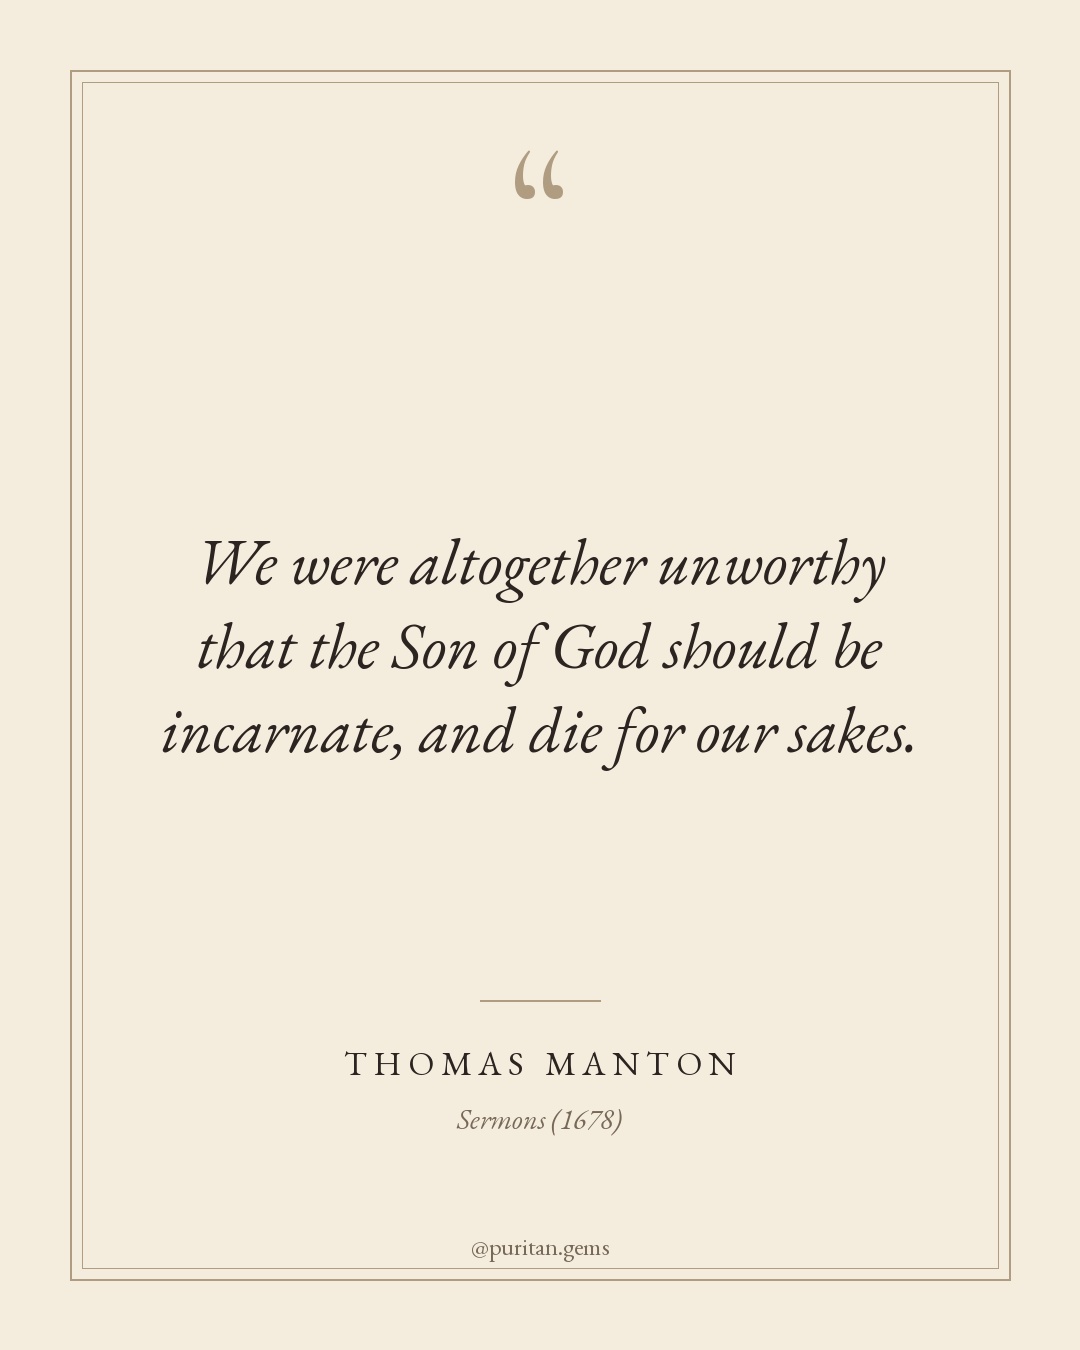 “
We were altogether unworthy
that the Son of God should be
incarnate, and die for our sakes.
THOMAS MANTON
Sermons (1678)
@puritan.gems